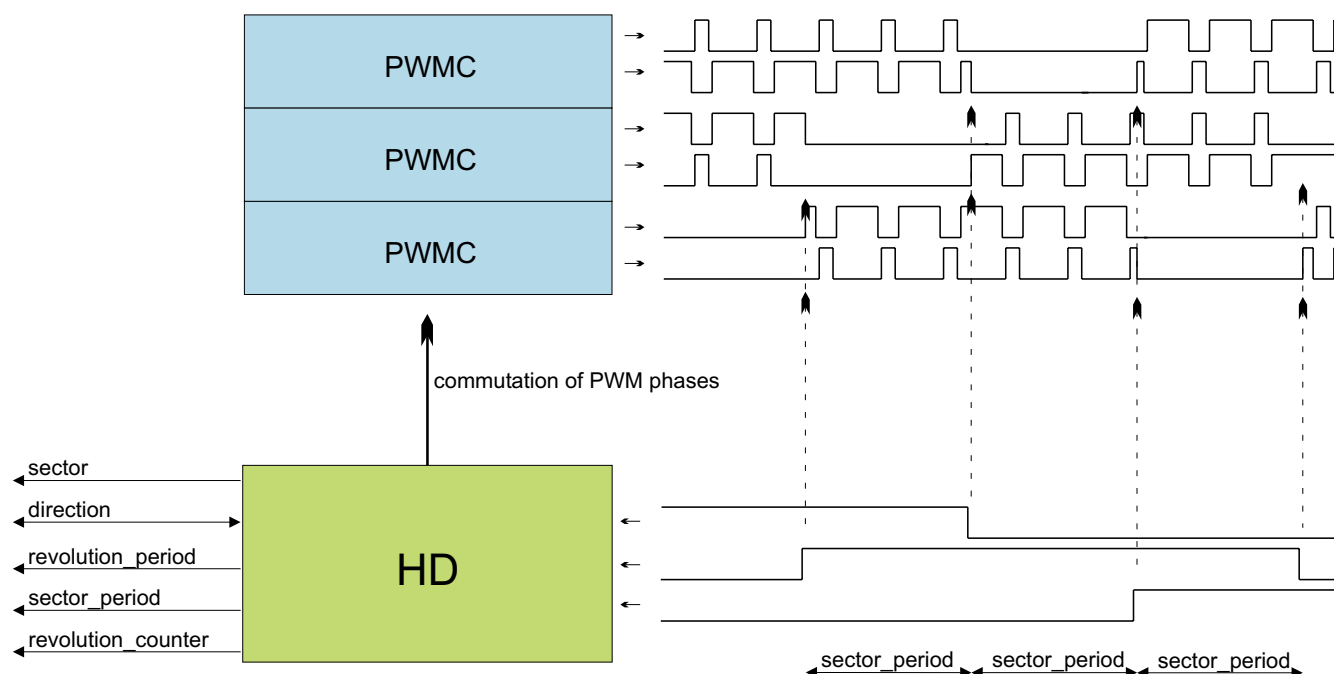 PWMC
PWMC
PWMC
commutation of PWM phases
sector
direction
revolution_period
sector_period
revolution_counter
HD
sector_period
sector_period
sector_period